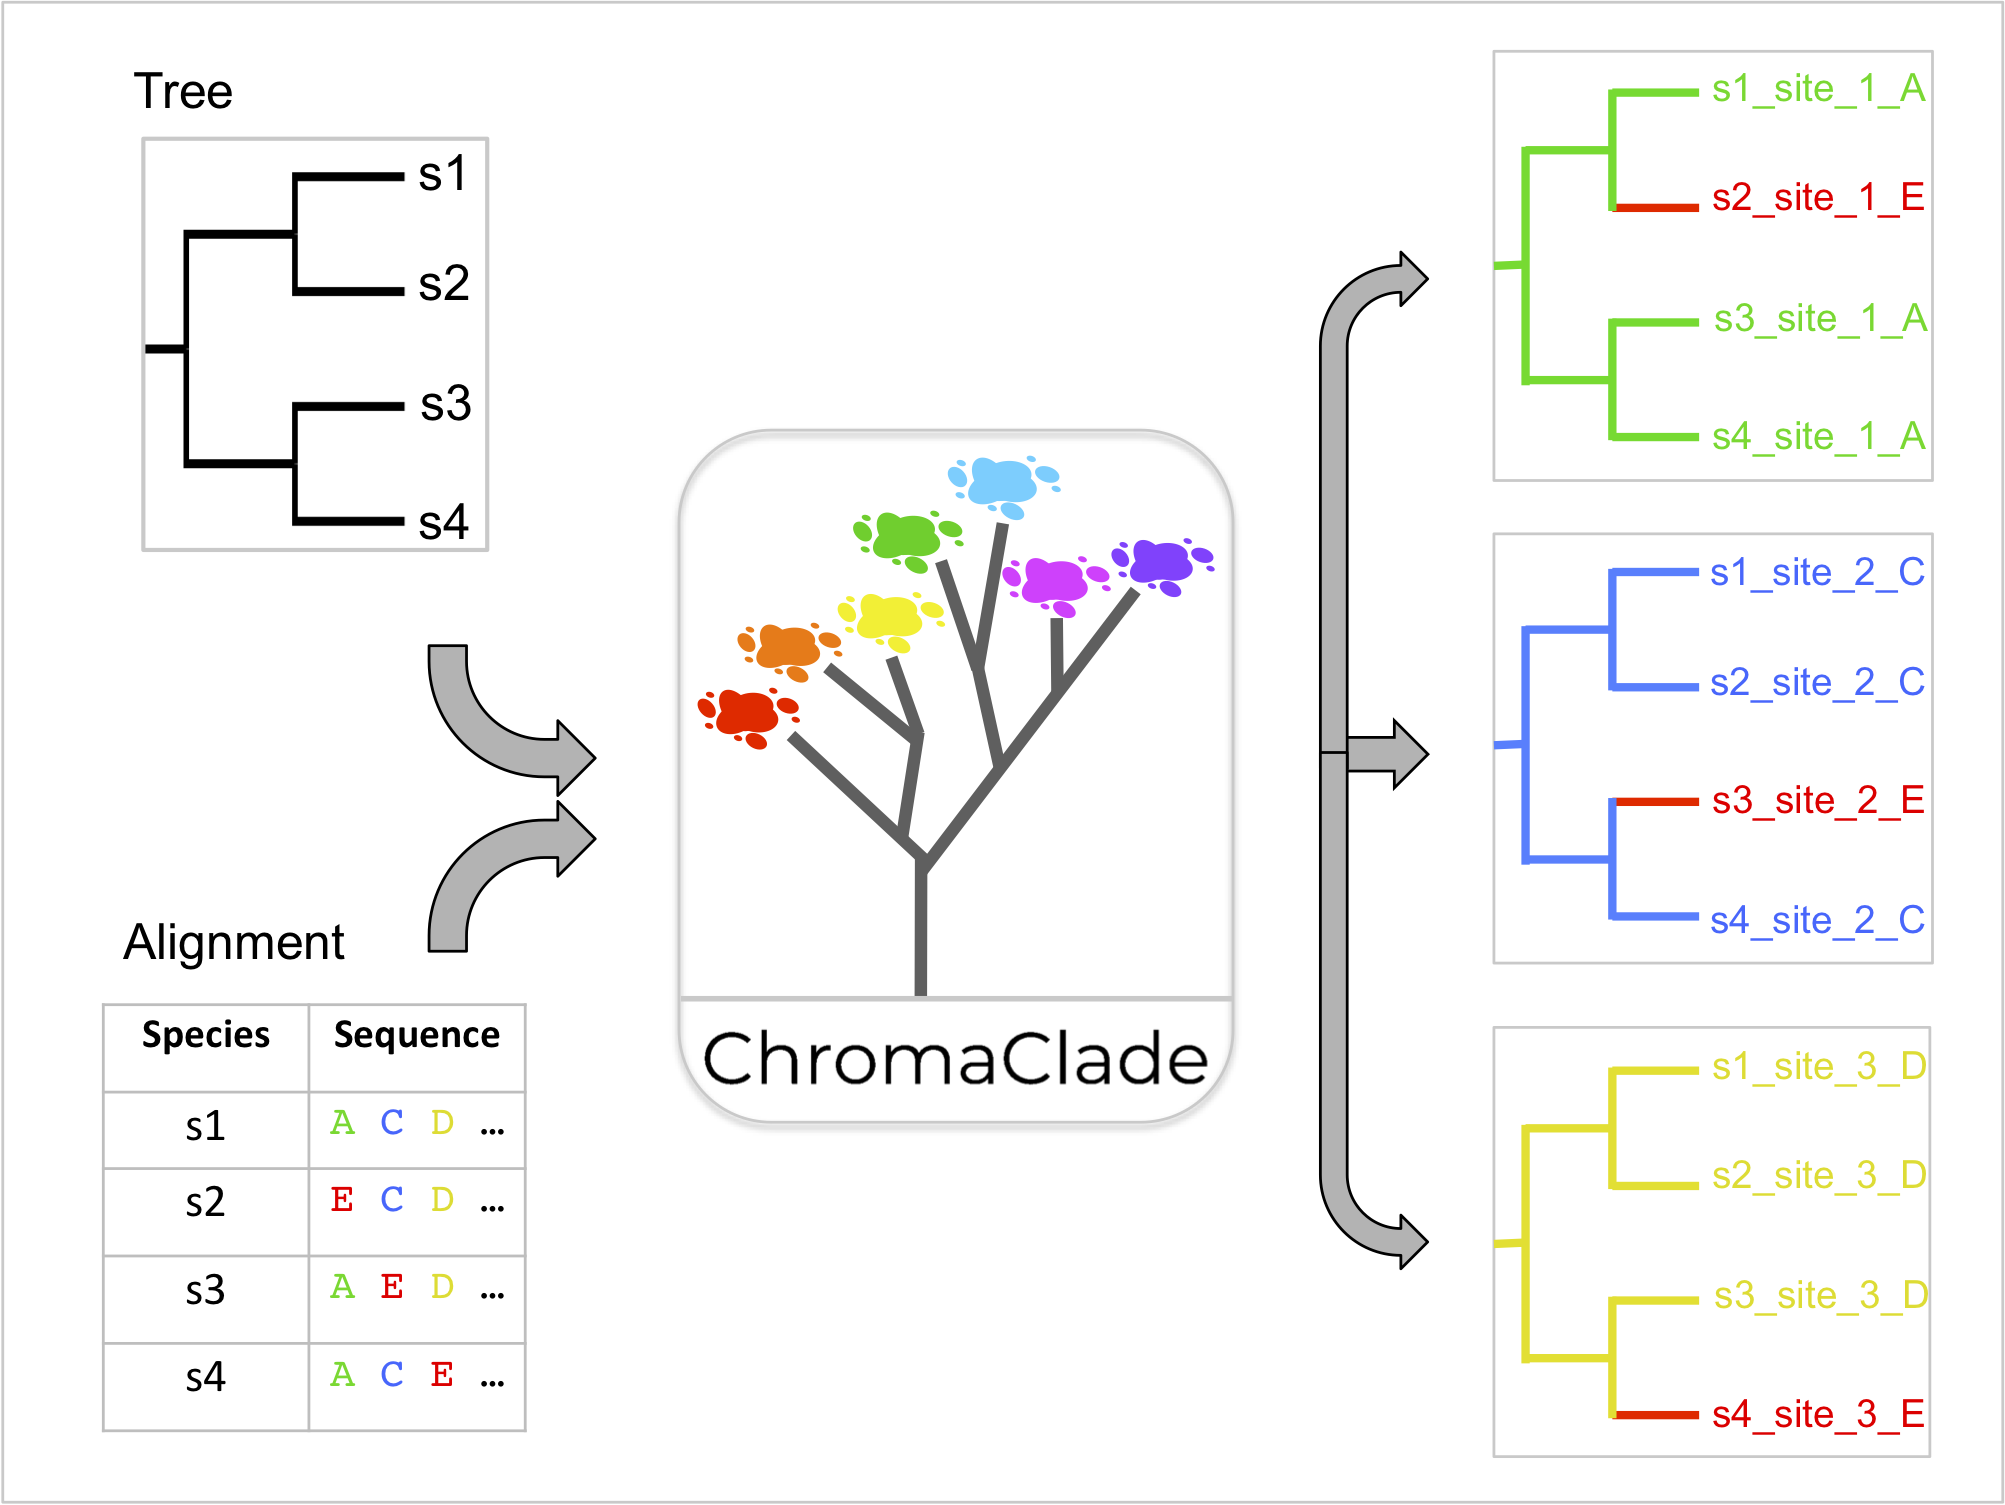 Tree
s1
s2
s3
s4
Alignment
Species Sequence
s1 A C D ...
s2 E C D ...
s3 A E D ...
s4 A C E ...
ChromaClade
s1_site_1_A
s2_site_1_E
s3_site_1_A
s4_site_1_A
s1_site_2_C
s2_site_2_C
s3_site_2_E
s4_site_2_C
s1_site_3_D
s2_site_3_D
s3_site_3_D
s4_site_3_E